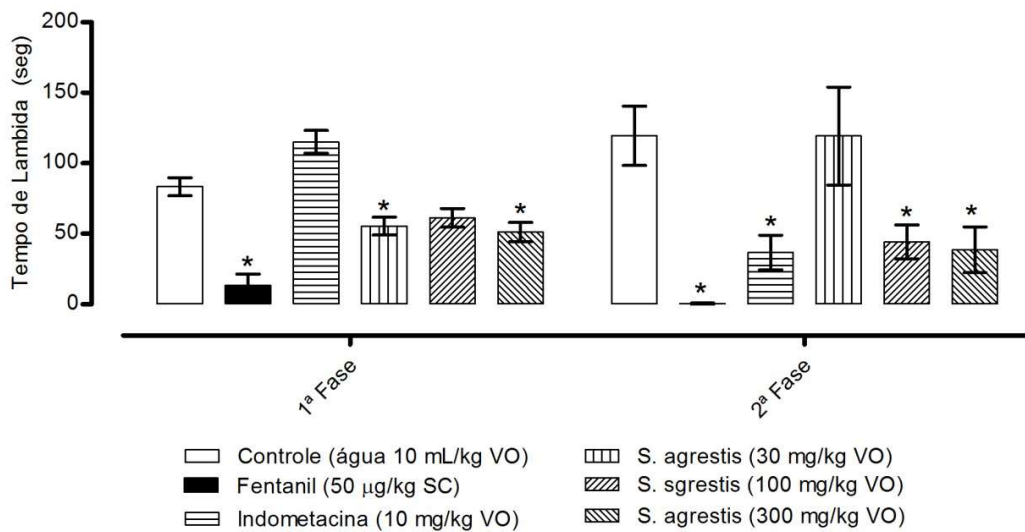 Tempo de Lambida (seg)
200
150
100
50
0
*
*
*
*
*
*
*
1ª Fase
2ª Fase
Controle (água 10 mL/kg VO)
Fentanil (50 μg/kg SC)
Indometacina (10 mg/kg VO)
S. agrestis (30 mg/kg VO)
S. sgrestis (100 mg/kg VO)
S. agrestis (300 mg/kg VO)